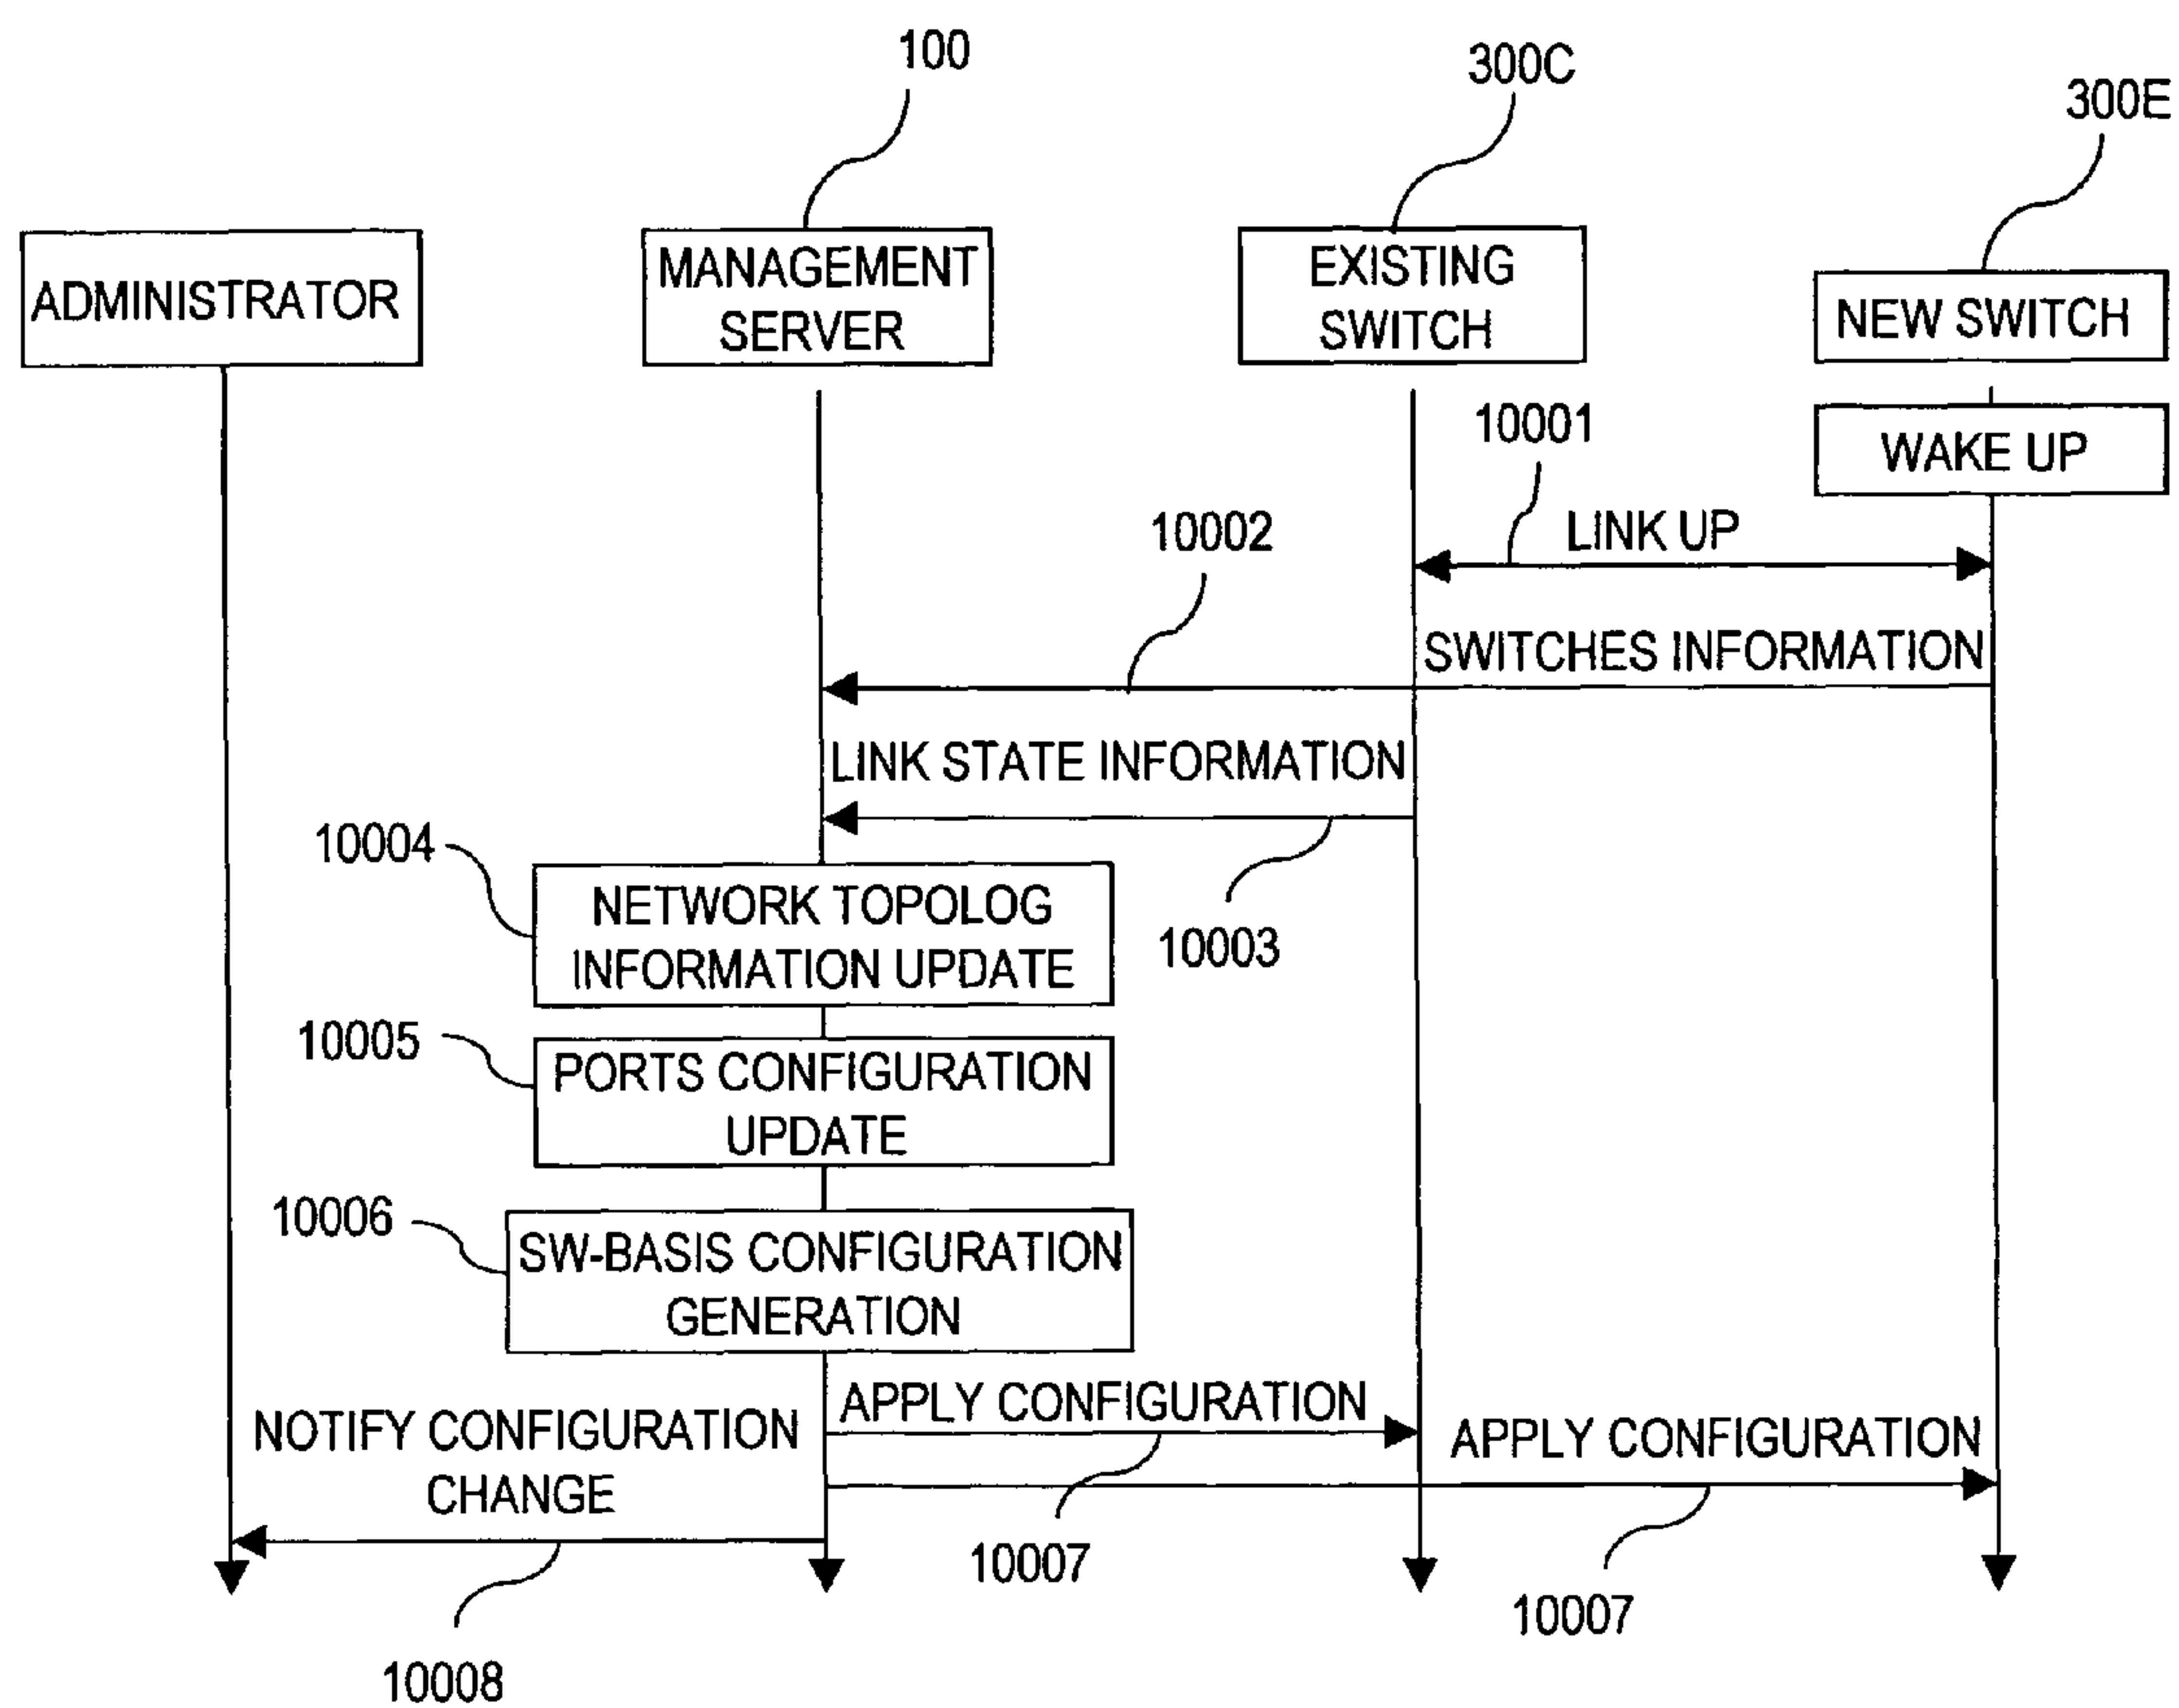 100
300C
300E
ADMINISTRATOR
MANAGEMENT
SERVER
EXISTING
SWITCH
NEW SWITCH
WAKE UP
10001
LINK UP
10002
SWITCHES INFORMATION
LINK STATE INFORMATION
10003
10004
NETWORK TOPOLOG
INFORMATION UPDATE
10005
PORTS CONFIGURATION
UPDATE
10006
SW-BASIS CONFIGURATION
GENERATION
APPLY CONFIGURATION
APPLY CONFIGURATION
NOTIFY CONFIGURATION
CHANGE
10007
10007
10008